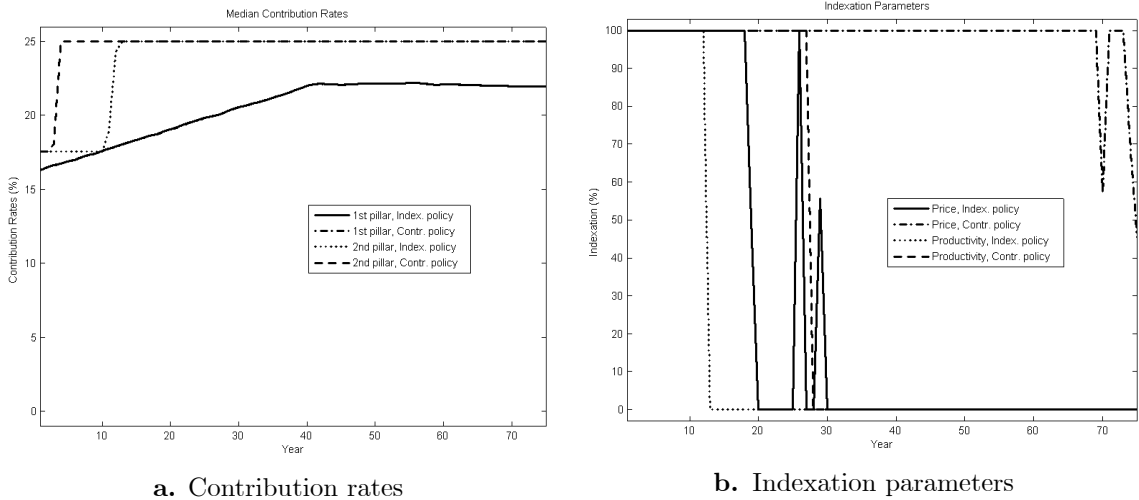 Median Contribution Rates
25
20
15
10
5
0
Contribution Rates (%)
10 20 30 40 50 60 70
Year
1st pillar, Index. policy
1st pillar, Contr. policy
2nd pillar, Index. policy
2nd pillar, Contr. policy
a. Contribution rates
Indexation Parameters
100
90
80
70
60
50
40
30
20
10
0
Indexation (%)
10 20 30 40 50 60 70
Year
Price, Index. policy
Price, Contr. policy
Productivity, Index. policy
Productivity, Contr. policy
b. Indexation parameters